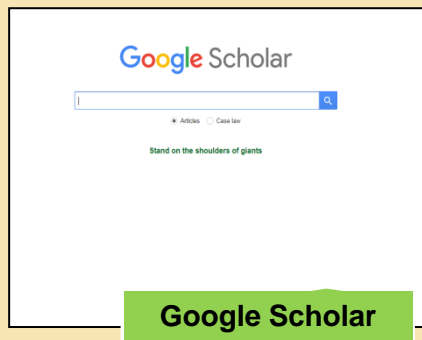 Google Scholar
Articles Case law
Stand on the shoulders of giants
Google Scholar